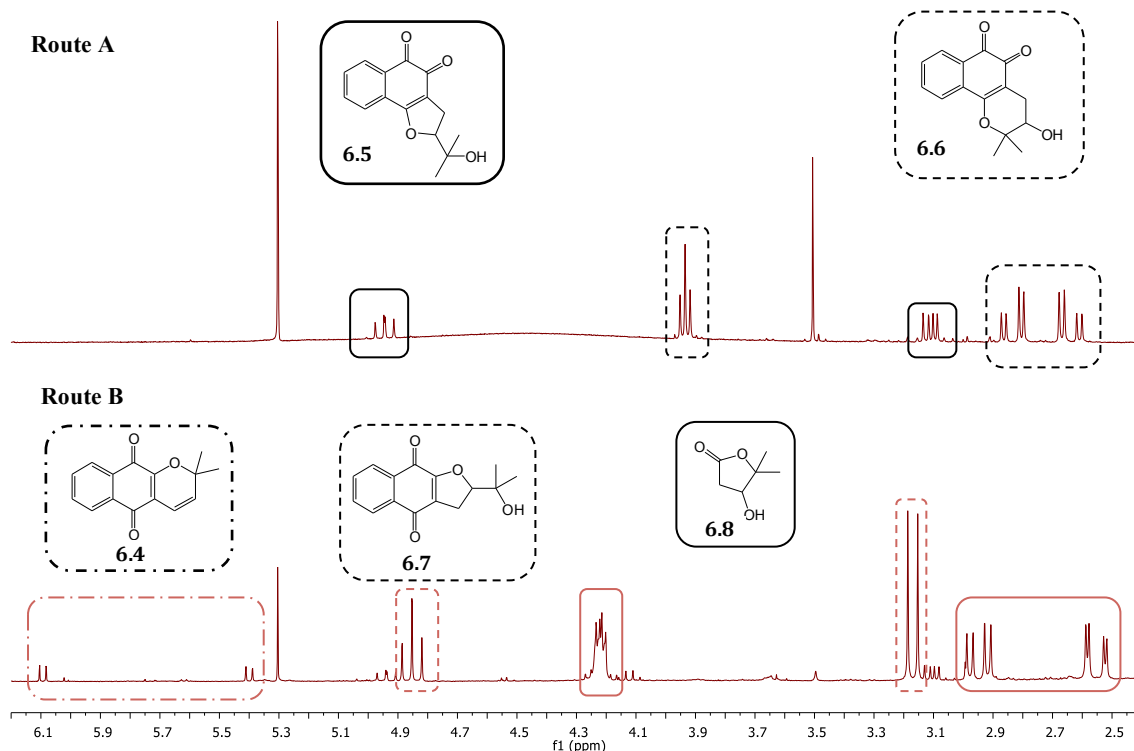 Route A
O
O
O
OH
6.5
O
O
O
OH
6.6
Route B
O
O
O
6.4
O
O
O
OH
6.7
O
O
OH
6.8
6.1 5.9 5.7 5.5 5.3 5.1 4.9 4.7 4.5 4.3 4.1 3.9 3.7 3.5 3.3 3.1 2.9 2.7 2.5
f1 (ppm)